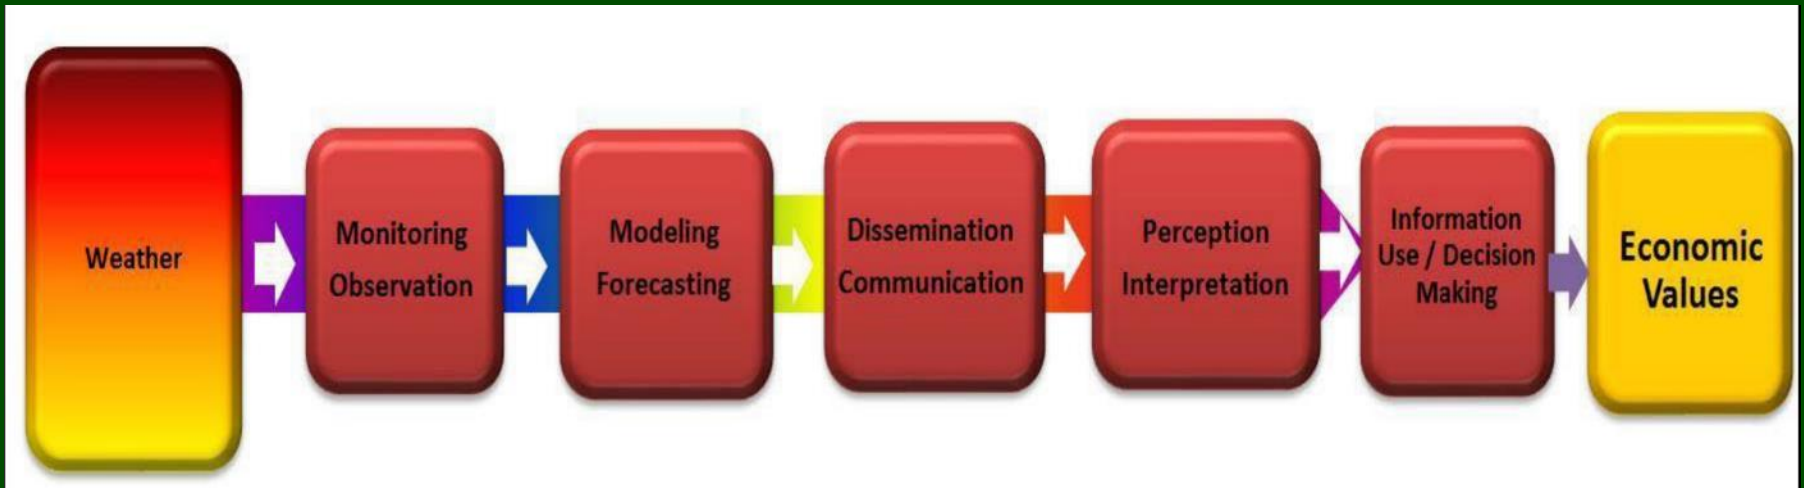 Weather
Monitoring
Observation
Modeling
Forecasting
Dissemination
Communication
Perception
Interpretation
Information
Use / Decision
Making
Economic
Values